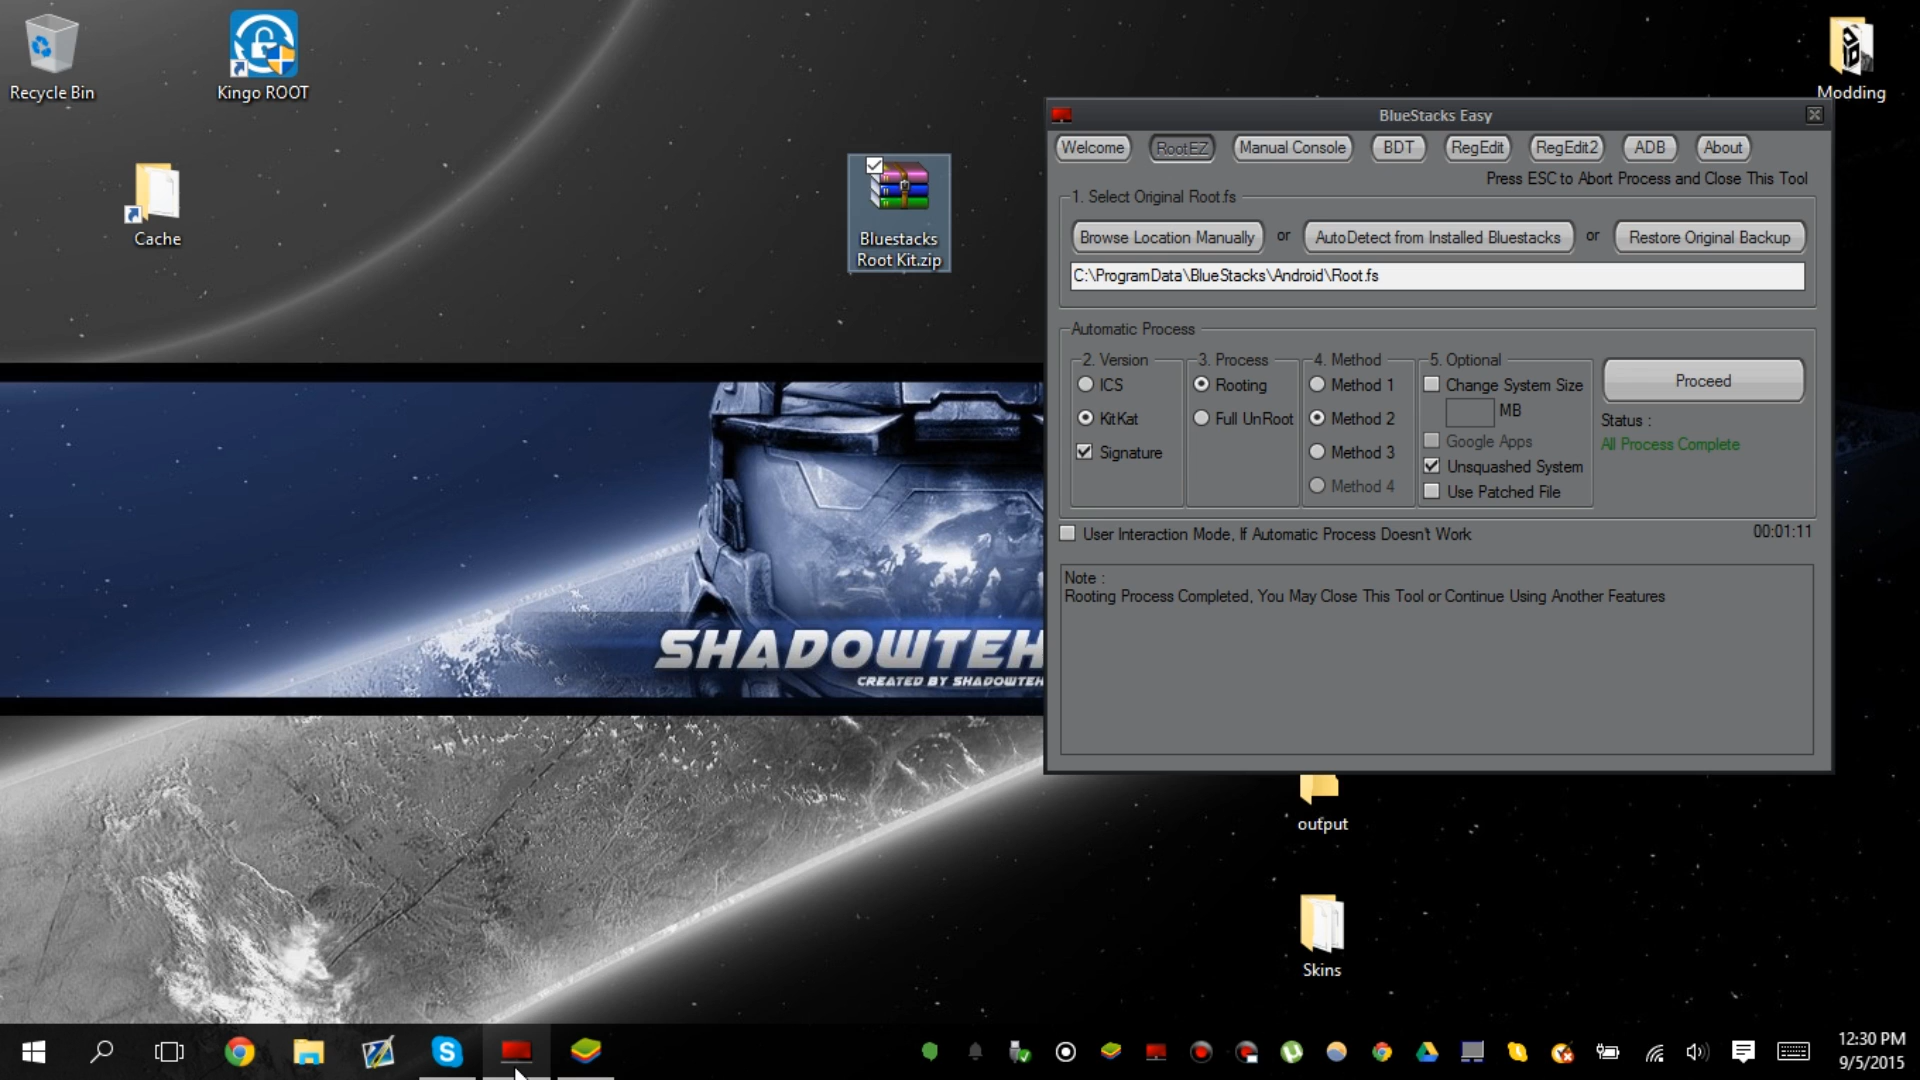 Recycle Bin
Kingo ROOT
Cache
Bluestacks
Root Kit.zip
Modding
BlueStacks Easy
Welcome
RootEZ
Manual Console
BDT
RegEdit
RegEdit2
ADB
About
Press ESC to Abort Process and Close This Tool
1. Select Original Root.fs
Browse Location Manually
or
AutoDetect from Installed Bluestacks
or
Restore Original Backup
C:\ProgramData\BlueStacks\Android\Root.fs
Automatic Process
2. Version
ICS
KitKat
Signature
3. Process
Rooting
Full UnRoot
4. Method
Method 1
Method 2
Method 3
Method 4
5. Optional
Change System Size
MB
Google Apps
Unsquashed System
Use Patched File
Proceed
Status :
All Process Complete
User Interaction Mode, If Automatic Process Doesn't Work
00:01:11
Note :
Rooting Process Completed, You May Close This Tool or Continue Using Another Features
SHADOWTEH
CREATED BY SHADOWTEH
output
Skins
12:30 PM
9/5/2015